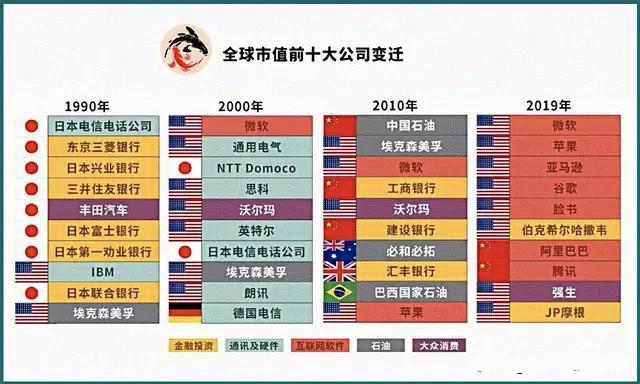 全球市值前十大公司变迁
1990年
日本电信电话公司
东京三菱银行
日本兴业银行
三井住友银行
丰田汽车
日本富士银行
日本第一劝业银行
IBM
日本联合银行
埃克森美孚
2000年
微软
通用电气
NTT Domoco
思科
沃尔玛
英特尔
日本电信电话公司
埃克森美孚
朗讯
德国电信
2010年
中国石油
埃克森美孚
微软
工商银行
沃尔玛
建设银行
必和必拓
汇丰银行
巴西国家石油
苹果
2019年
微软
苹果
亚马逊
谷歌
脸书
伯克希尔哈撒韦
阿里巴巴
腾讯
强生
JP摩根
金融投资
通讯及硬件
互联网软件
石油
大众消费